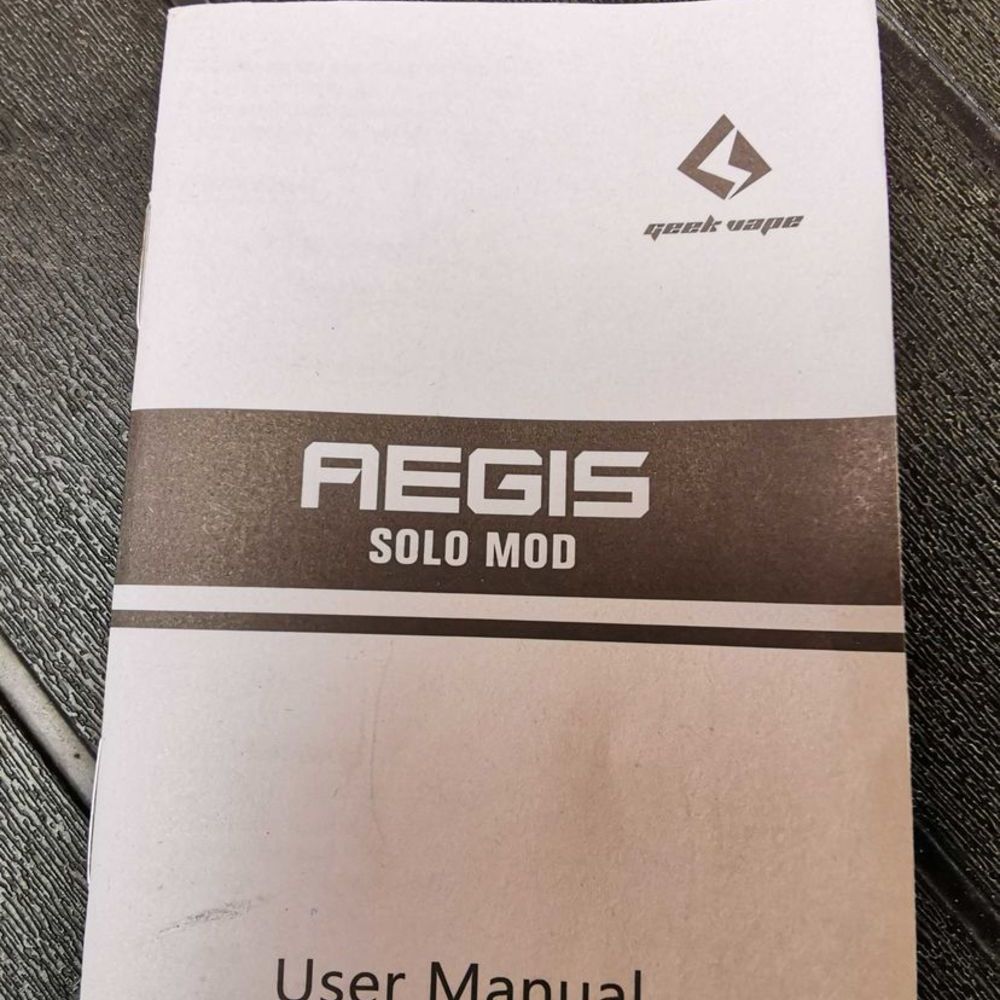 geek vape
AEGIS
SOLO MOD
User Manual